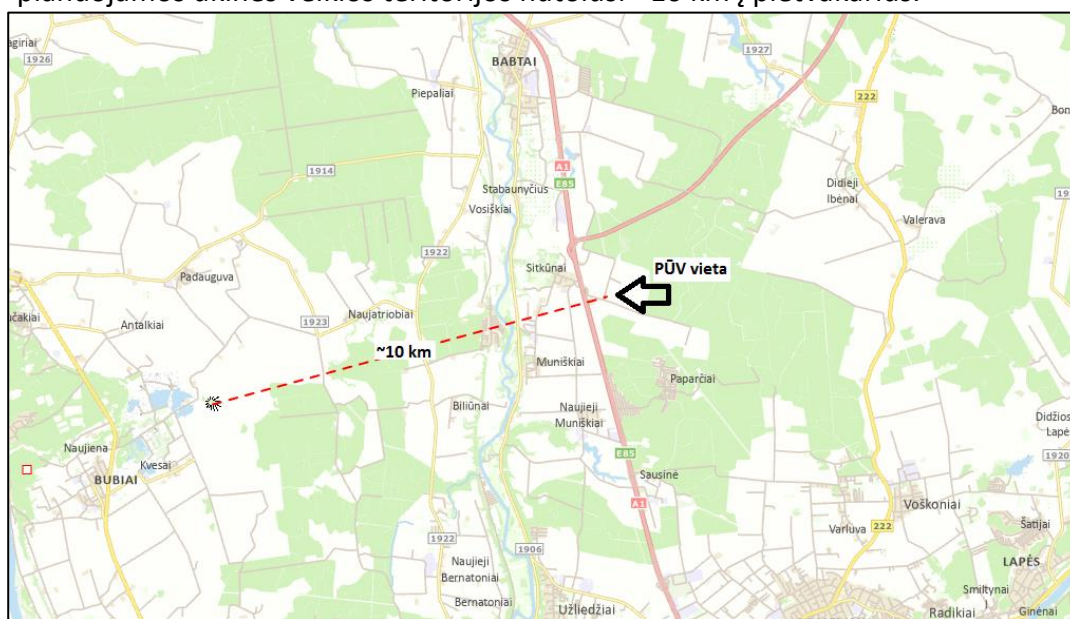 1926
BABTAI
1927
Piepaliai
222
1914
A1
E85
Didieji
Ibėnai
Stabaunyčius
Vosiškiai
Valerava
1922
Sitkūnai
PŪV vieta
Padauguva
1923
Naujatriobiai
Antalkiai
~10 km
Muniškiai
Paparčiai
Biliūnai
Naujieji
Muniškiai
Didžiosios
Naujiena
Kvesai
E85
1920
BUBIAI
Sausinė
A1
Voškoniai
Varluva
222
Šatijai
1922
1906
LAPĖS
Naujieji
Bernatoniai
Smiltynai
Bernatoniai
Užliedžiai
Radikiai
Ginėnai